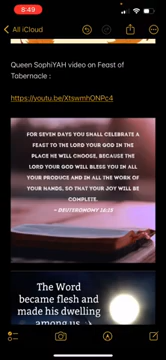 8:49
All iCloud
Queen SophiYAH video on Feast of
Tabernacle :
https://youtu.be/XtswmhONPc4
FOR SEVEN DAYS YOU SHALL CELEBRATE A
FEAST TO THE LORD YOUR GOD IN THE
PLACE HE WILL CHOOSE, BECAUSE THE
LORD YOUR GOD WILL BLESS YOU IN ALL
YOUR PRODUCE AND IN ALL THE WORK OF
YOUR HANDS, SO THAT YOUR JOY WILL BE
COMPLETE.
- DEUTERONOMY 16:15
The Word
became flesh and
made his dwelling
among us